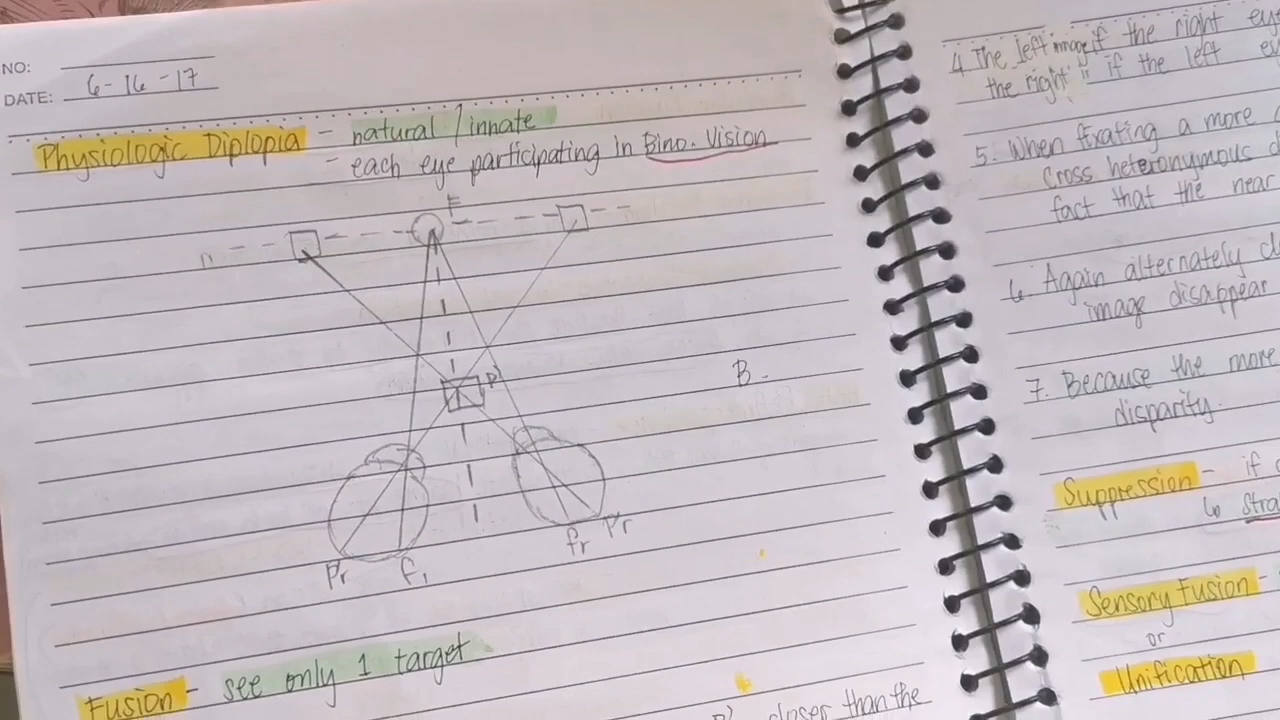 NO:
DATE: 6-16-17
Physiologic Diplopia - natural / innate
- each eye participating in Bino. Vision
F
P
B.
Pr f1
fr Pr
Fusion - see only 1 target
closer than the
4 The left image if the right eye
the right " if the left
5. When fixating a more
cross heteronymous
fact that the near
6. Again alternately
image disappear
7. Because the more
disparity.
Suppression - if
Sensory Fusion -
or
Unification